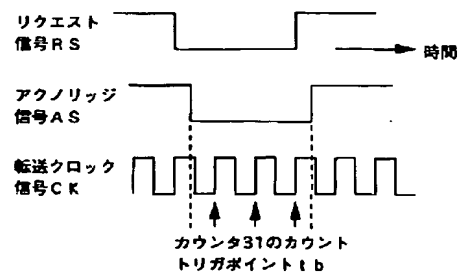 リクエスト
信号RS
時間
アクノリッジ
信号AS
転送クロック
信号CK
カウンタ31のカウント
トリガポイントtb